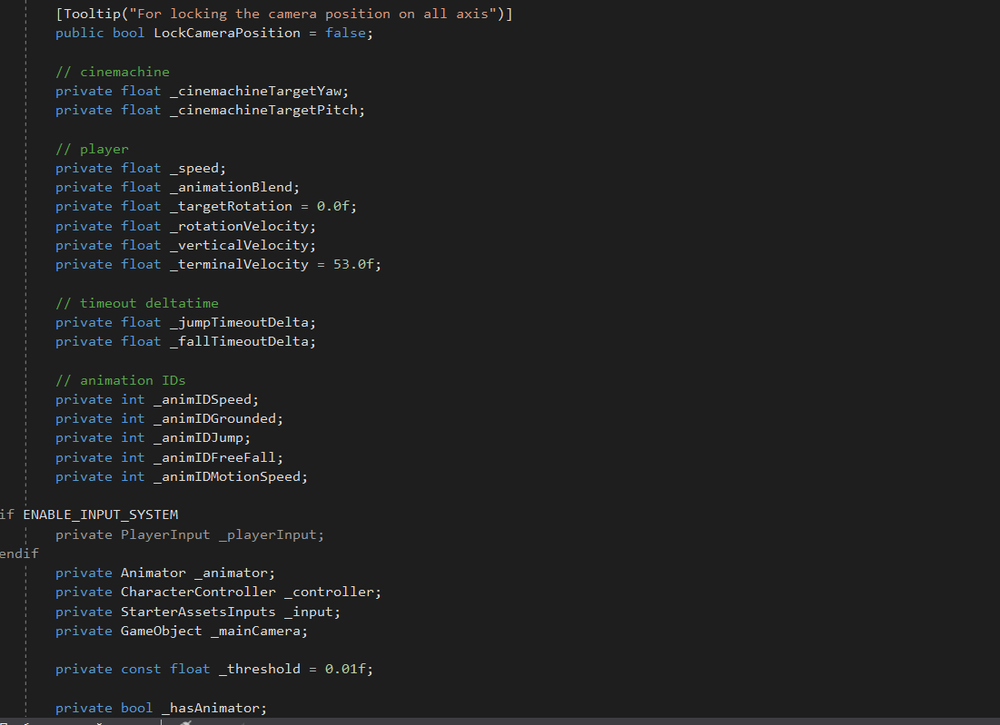 [Tooltip("For locking the camera position on all axis")]
public bool LockCameraPosition = false;
// cinemachine
private float _cinemachineTargetYaw;
private float _cinemachineTargetPitch;
// player
private float _speed;
private float _animationBlend;
private float _targetRotation = 0.0f;
private float _rotationVelocity;
private float _verticalVelocity;
private float _terminalVelocity = 53.0f;
// timeout deltatime
private float _jumpTimeoutDelta;
private float _fallTimeoutDelta;
// animation IDs
private int _animIDSpeed;
private int _animIDGrounded;
private int _animIDJump;
private int _animIDFreeFall;
private int _animIDMotionSpeed;
if ENABLE_INPUT_SYSTEM
private PlayerInput _playerInput;
endif
private Animator _animator;
private CharacterController _controller;
private StarterAssetsInputs _input;
private GameObject _mainCamera;
private const float _threshold = 0.01f;
private bool _hasAnimator;